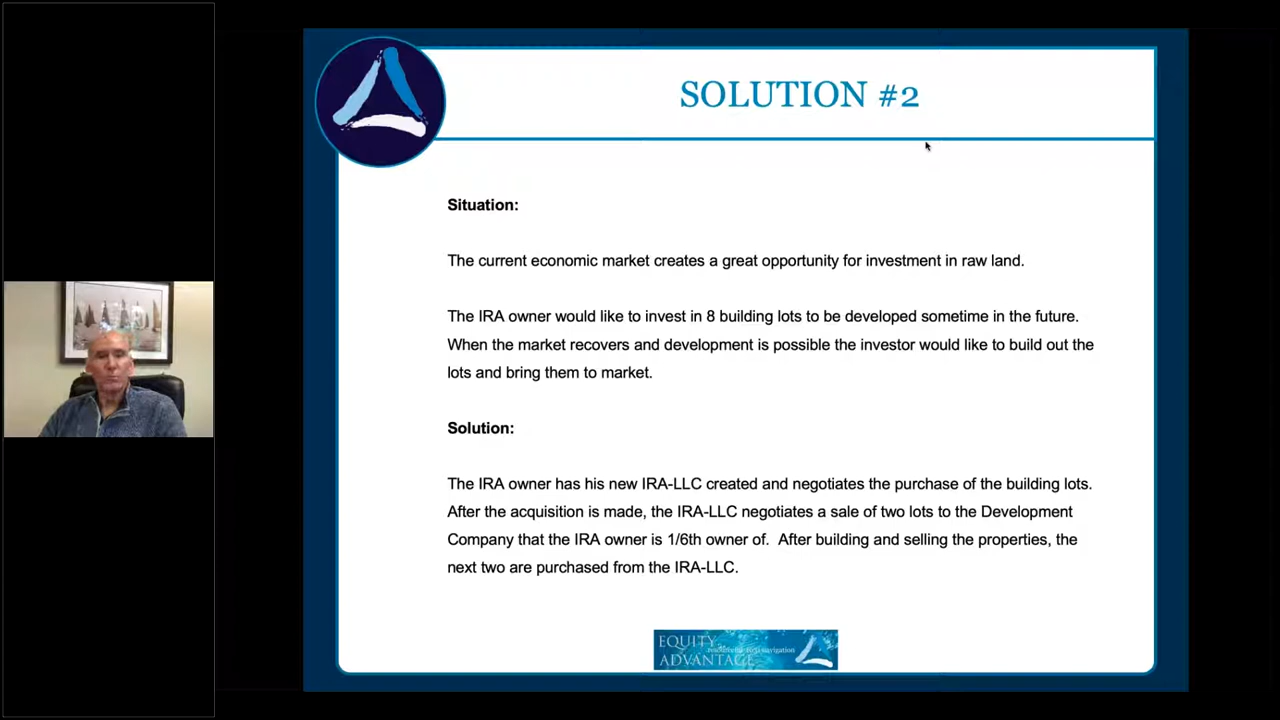 SOLUTION #2
Situation:
The current economic market creates a great opportunity for investment in raw land.
The IRA owner would like to invest in 8 building lots to be developed sometime in the future.
When the market recovers and development is possible the investor would like to build out the
lots and bring them to market.
Solution:
The IRA owner has his new IRA-LLC created and negotiates the purchase of the building lots.
After the acquisition is made, the IRA-LLC negotiates a sale of two lots to the Development
Company that the IRA owner is 1/6th owner of.  After building and selling the properties, the
next two are purchased from the IRA-LLC.
EQUITY
navigation
ADVANTAGE